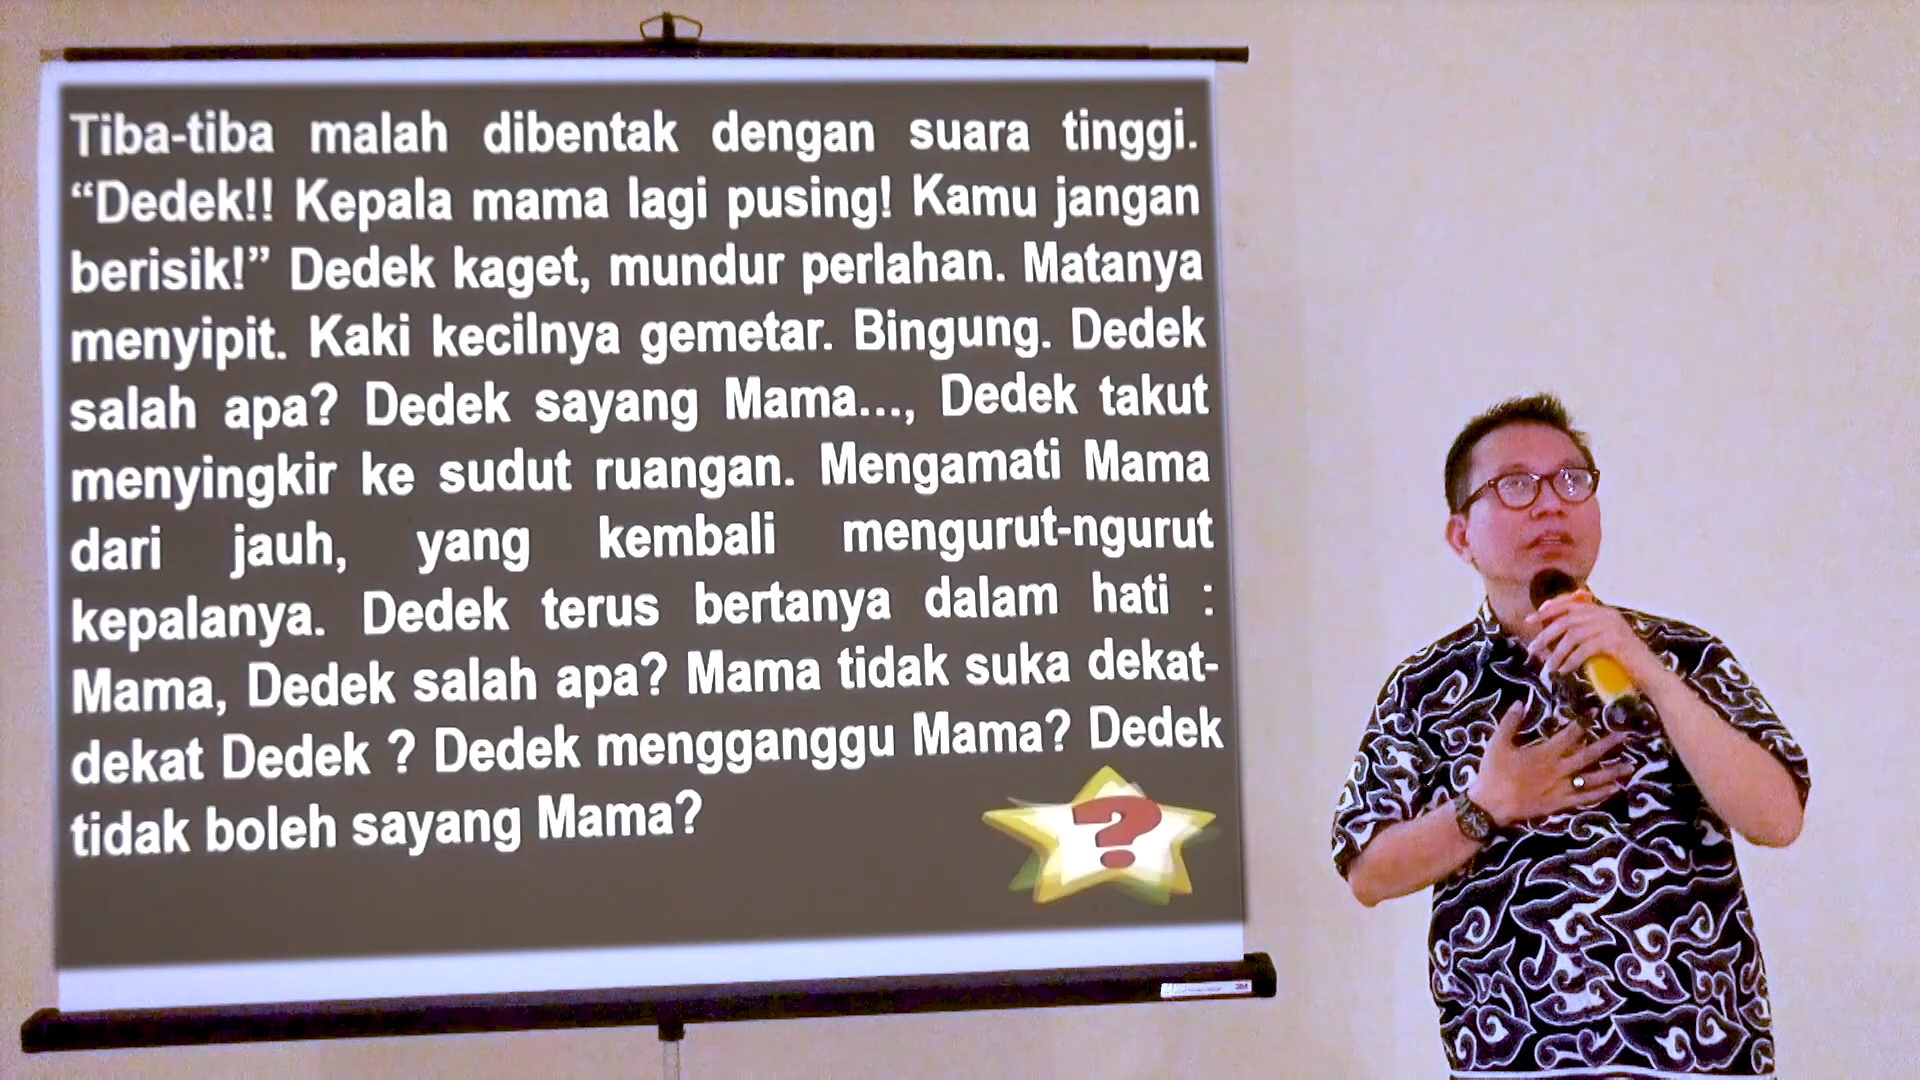 Tiba-tiba malah dibentak dengan suara tinggi.
“Dedek!! Kepala mama lagi pusing! Kamu jangan
berisik!” Dedek kaget, mundur perlahan. Matanya
menyipit. Kaki kecilnya gemetar. Bingung. Dedek
salah apa? Dedek sayang Mama..., Dedek takut
menyingkir ke sudut ruangan. Mengamati Mama
dari jauh, yang kembali mengurut-ngurut
kepalanya. Dedek terus bertanya dalam hati :
Mama, Dedek salah apa? Mama tidak suka dekat-
dekat Dedek ? Dedek mengganggu Mama? Dedek
tidak boleh sayang Mama?
?
3M